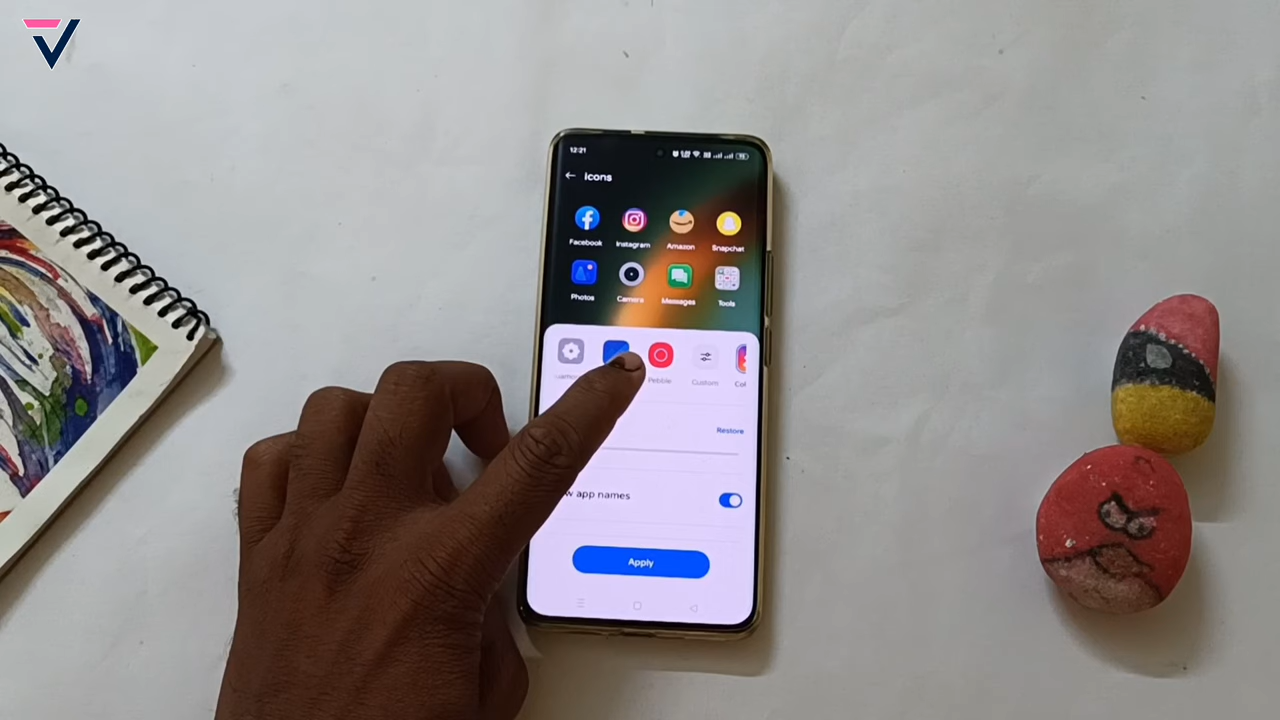 12:21
← Icons
Facebook Instagram Amazon Snapchat
Photos Camera Messages Tools
Pebble Custom
Restore
app names
Apply